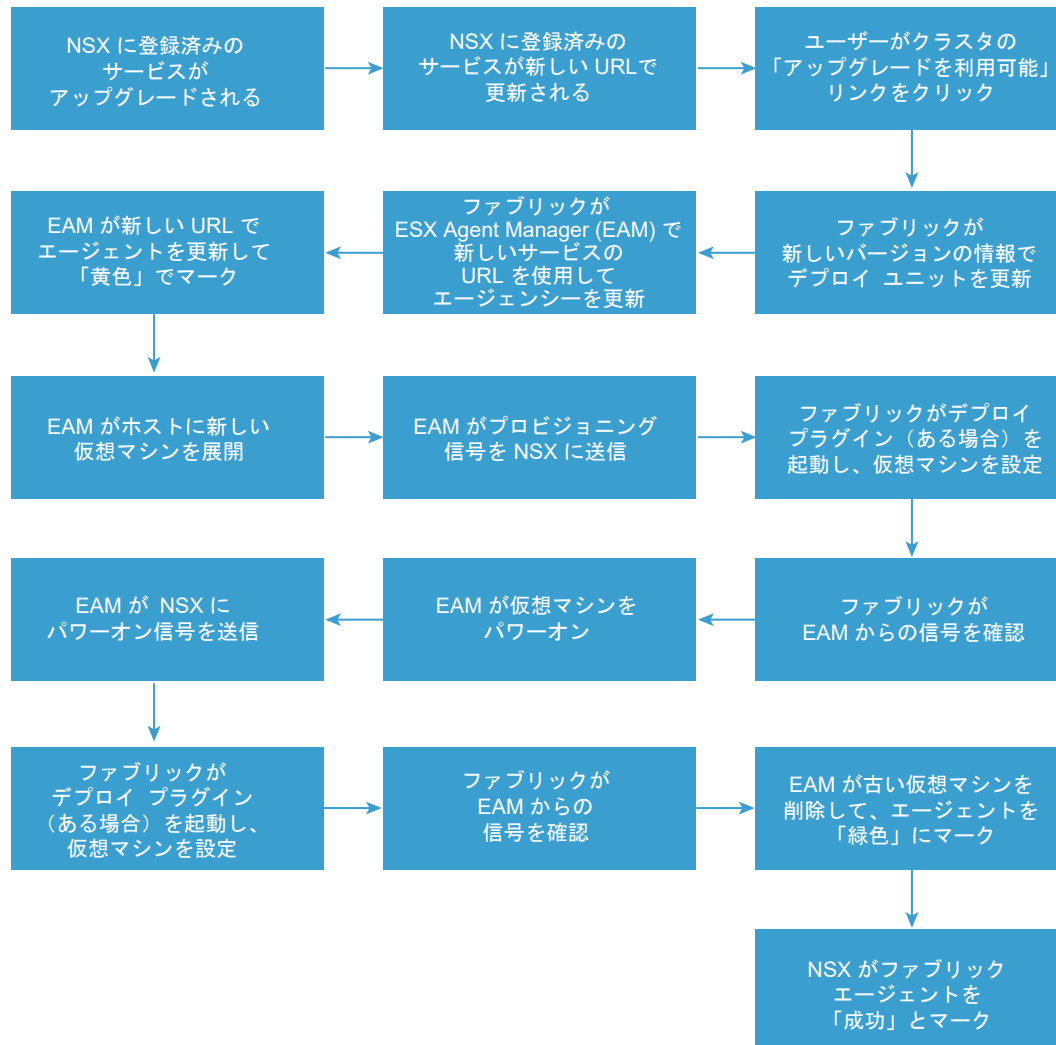 NSX に登録済みの
サービスが
アップグレードされる
NSX に登録済みの
サービスが新しい URLで
更新される
ユーザーがクラスタの
「アップグレードを利用可能」
リンクをクリック
ファブリックが
新しいバージョンの情報で
デプロイ ユニットを更新
ファブリックが
ESX Agent Manager (EAM) で
新しいサービスの
URL を使用して
エージェンシーを更新
EAM が新しい URL で
エージェントを更新して
「黄色」でマーク
EAM がホストに新しい
仮想マシンを展開
EAM がプロビジョニング
信号を NSX に送信
ファブリックがデプロイ
プラグイン（ある場合）を
起動し、仮想マシンを設定
ファブリックが
EAM からの信号を確認
EAM が仮想マシンを
パワーオン
EAM が NSX に
パワーオン信号を送信
ファブリックが
デプロイ プラグイン
（ある場合）を起動し、
仮想マシンを設定
ファブリックが
EAM からの
信号を確認
EAM が古い仮想マシンを
削除して、エージェントを
「緑色」にマーク
NSX がファブリック
エージェントを
「成功」とマーク